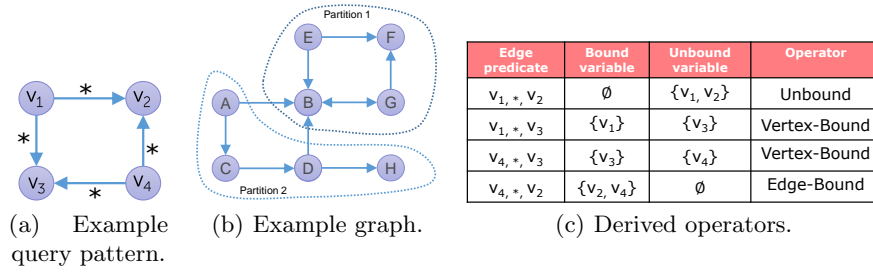 v1 * v2
* *
v3 * v4
(a) Example
query pattern.
Partition 1
E F
A B G
C D H
Partition 2
(b) Example graph.
Edge predicate Bound variable Unbound variable Operator
v1, *, v2 ∅ {v1, v2} Unbound
v1, *, v3 {v1} {v3} Vertex-Bound
v4, *, v3 {v3} {v4} Vertex-Bound
v4, *, v2 {v2, v4} ∅ Edge-Bound
(c) Derived operators.